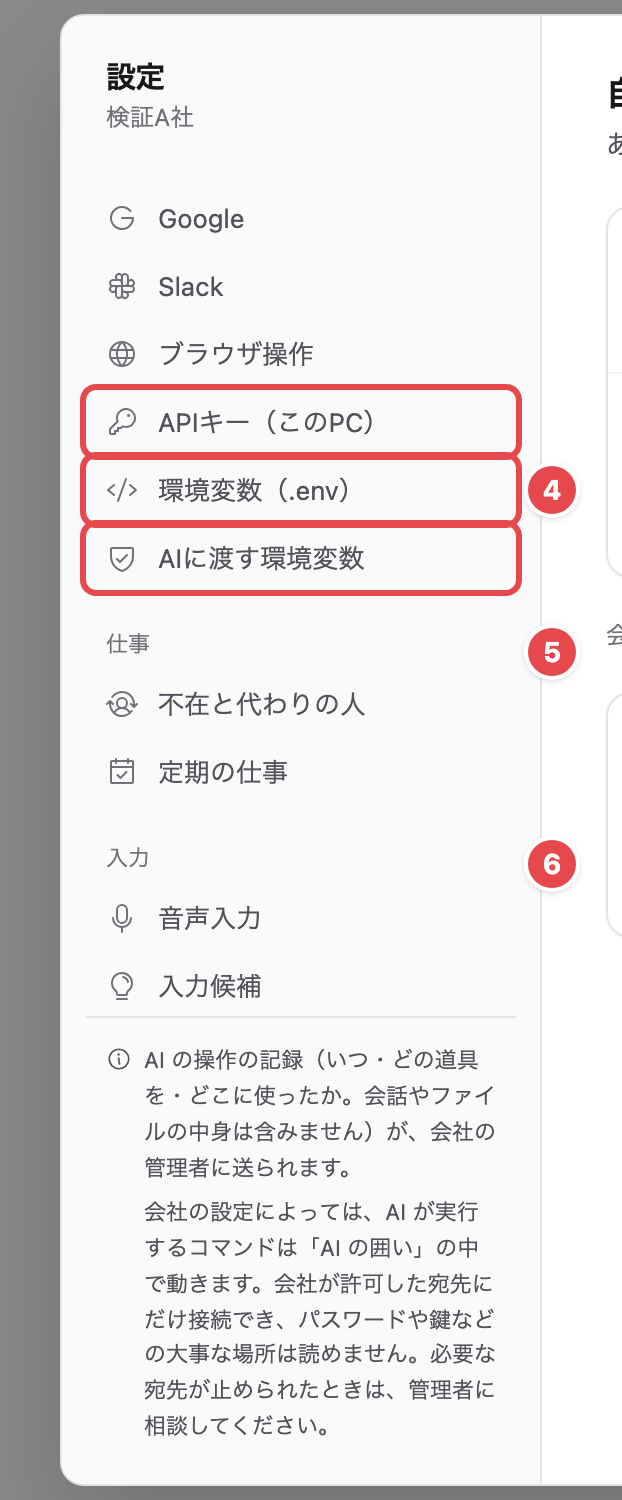 設定
検証A社
Google
Slack
ブラウザ操作
APIキー（このPC）
環境変数（.env）
4
AIに渡す環境変数
仕事
5
不在と代わりの人
定期の仕事
入力
6
音声入力
入力候補
AI の操作の記録（いつ・どの道具
を・どこに使ったか。会話やファイ
ルの中身は含みません）が、会社の
管理者に送られます。
会社の設定によっては、AI が実行
するコマンドは「AI の囲い」の中
で動きます。会社が許可した宛先に
だけ接続でき、パスワードや鍵など
の大事な場所は読めません。必要な
宛先が止められたときは、管理者に
相談してください。